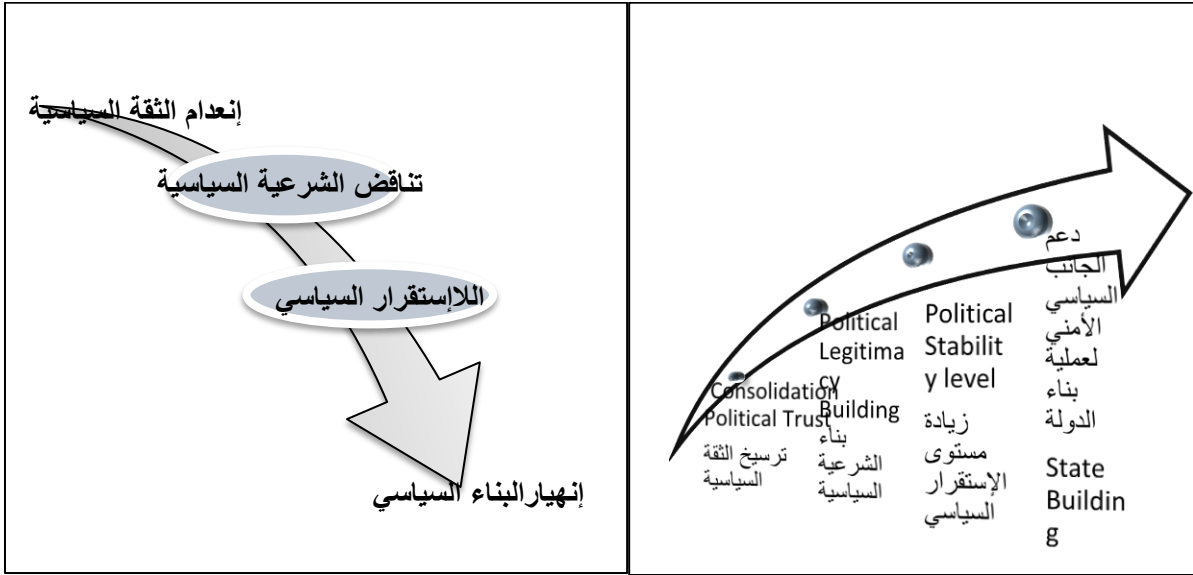 إنعدام الثقة السياسية
تناقض الشرعية السياسية
اللاإستقرار السياسي
إنهيارالبناء السياسي
Consolidation
Political Trust
ترسيخ الثقة
السياسية
Political
Legitima
cy
Building
بناء
الشرعية
السياسية
Political
Stabilit
y level
زيادة
مستوى
الإستقرار
السياسي
دعم
الجانب
السياسي
الأمني
لعملية
بناء
الدولة
State
Buildin
g